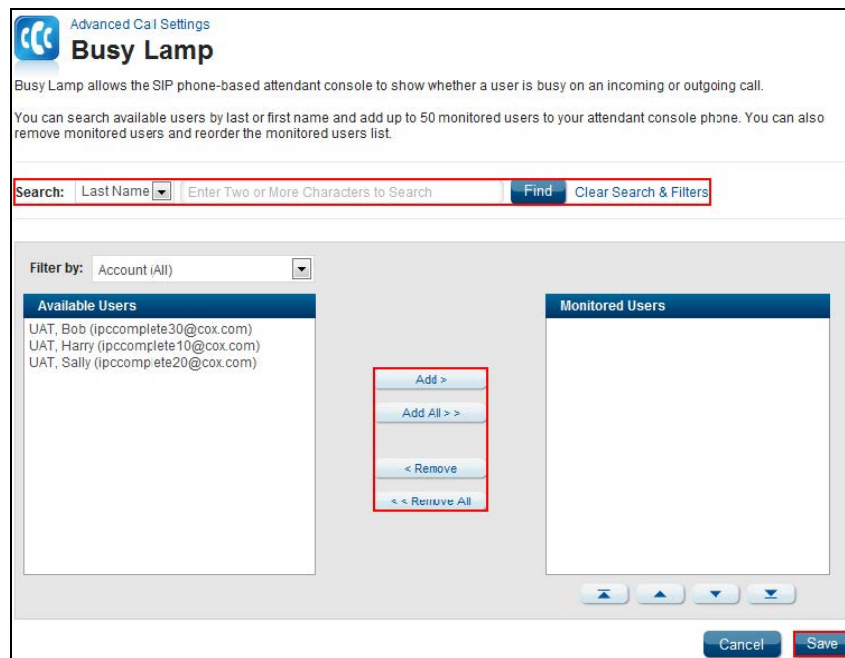 Advanced Call Settings
Busy Lamp
Busy Lamp allows the SIP phone-based attendant console to show whether a user is busy on an incoming or outgoing call.
You can search available users by last or first name and add up to 50 monitored users to your attendant console phone. You can also
remove monitored users and reorder the monitored users list.
Search: Last Name Enter Two or More Characters to Search Find Clear Search & Filters
Filter by: Account (All)
Available Users
Monitored Users
UAT, Bob (ipccomplete30@cox.com)
UAT, Harry (ipccomplete10@cox.com)
UAT, Sally (ipccomplete20@cox.com)
Add >
Add All > >
< Remove
< < Remove All
Cancel Save